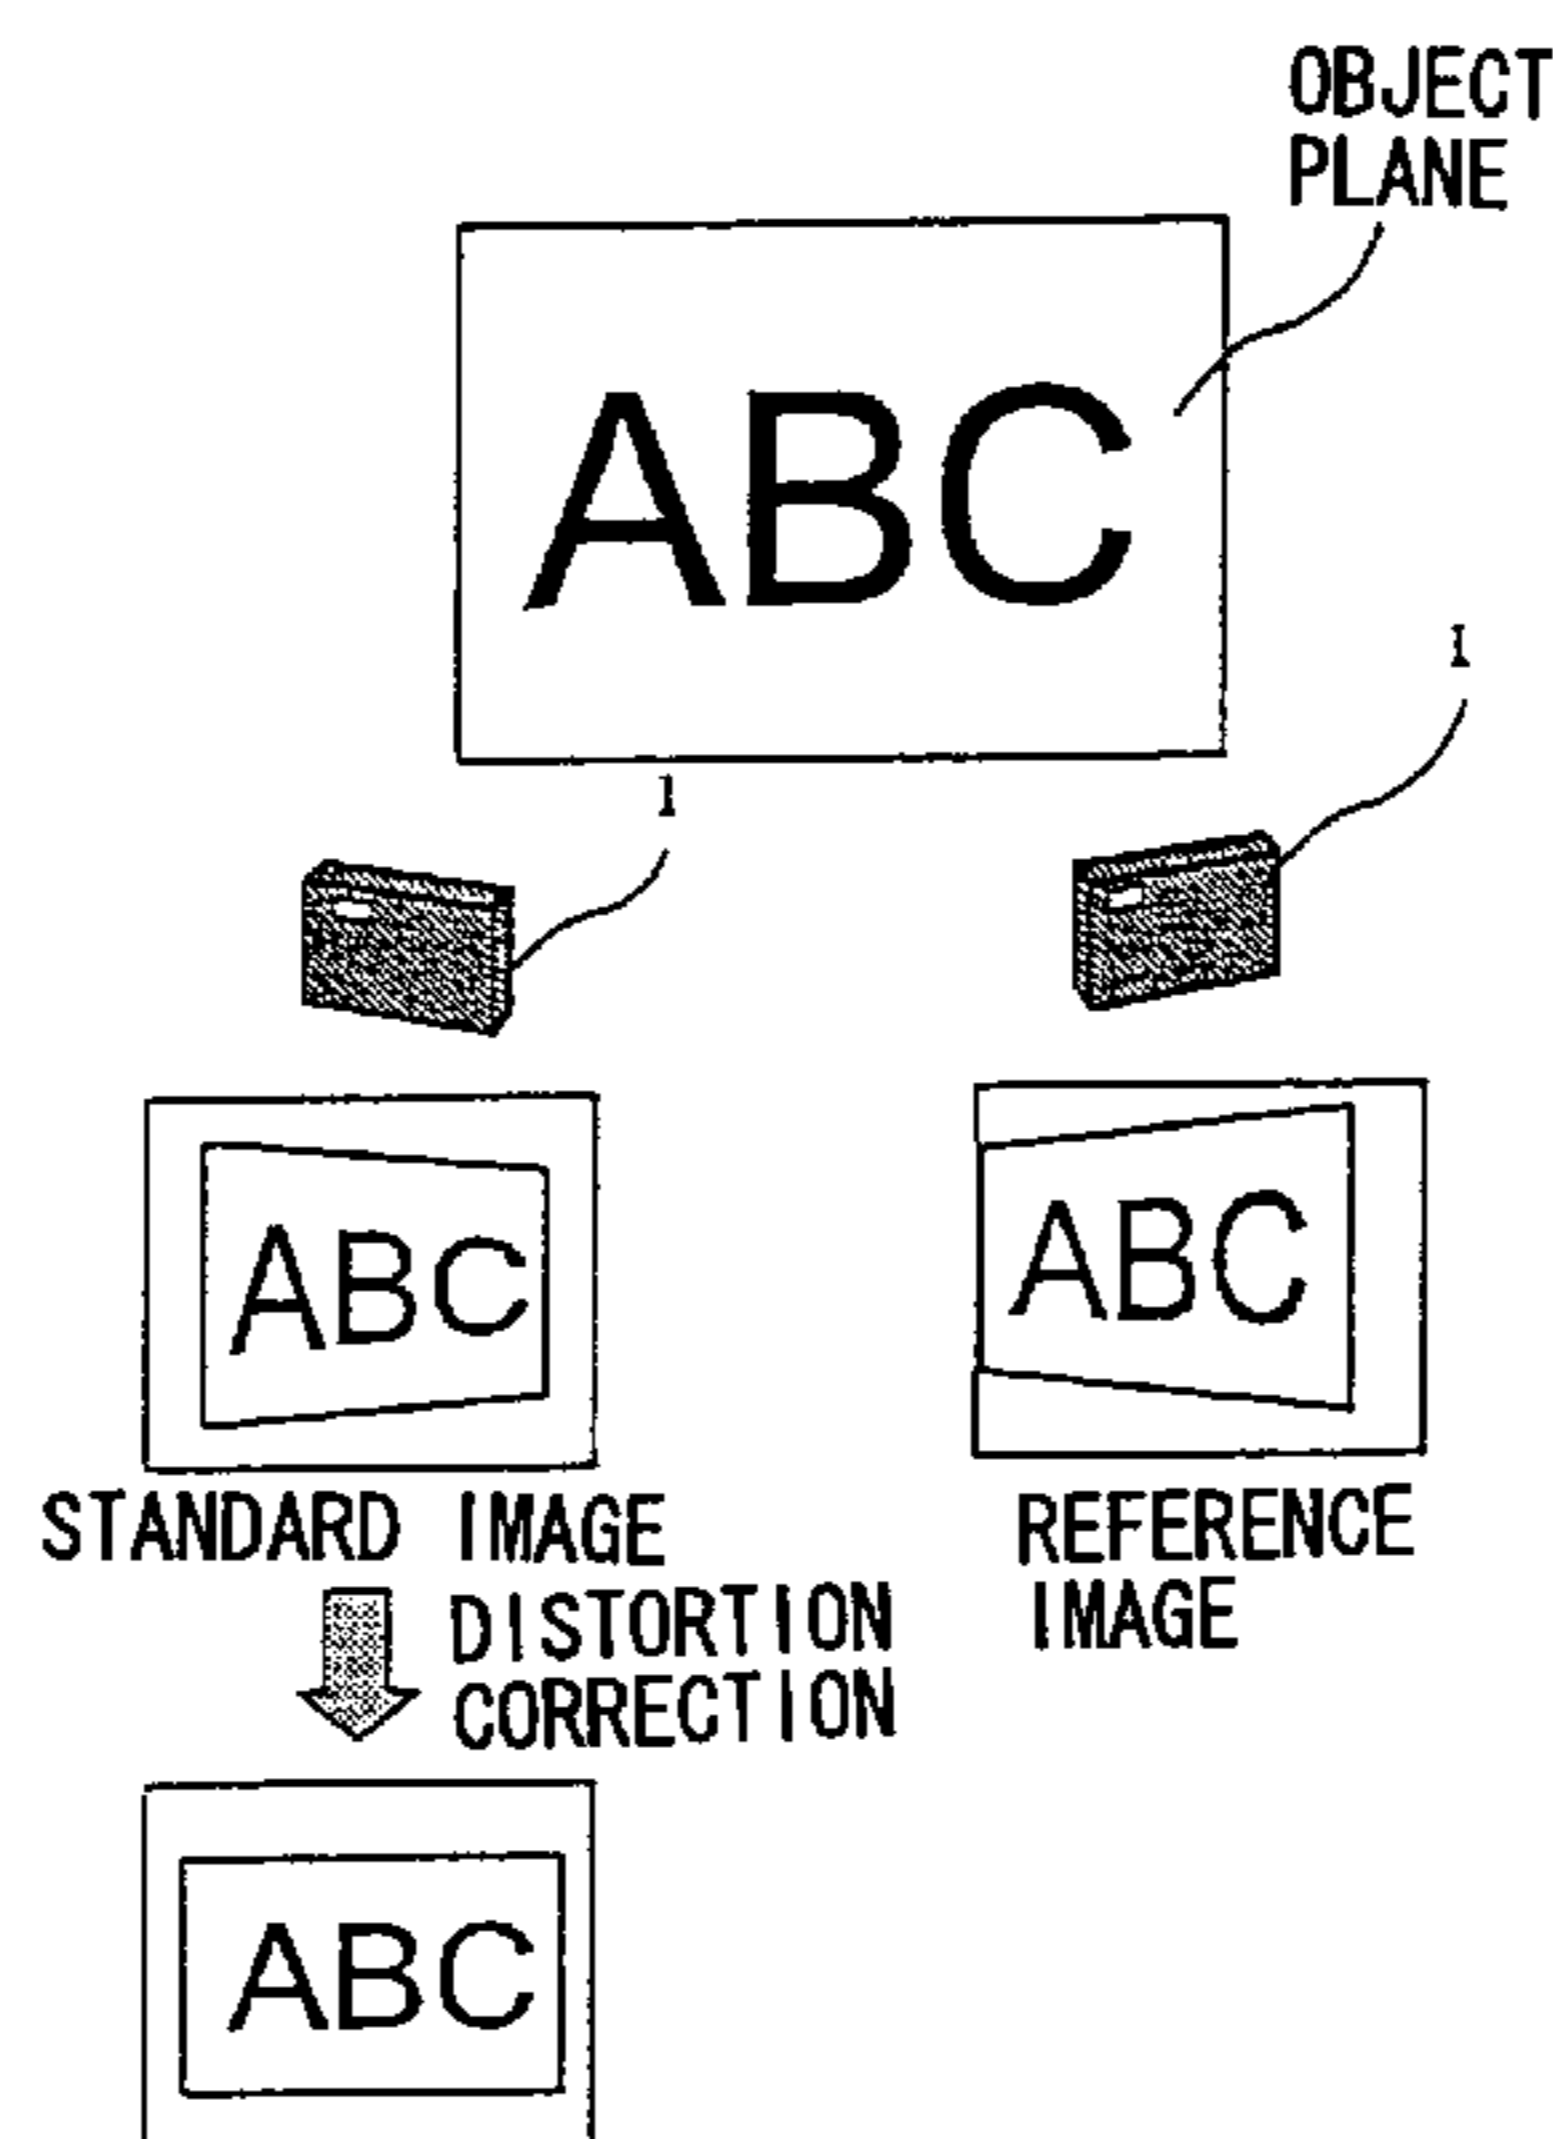 OBJECT
PLANE
ABC
1
1
ABC
ABC
STANDARD IMAGE
REFERENCE
IMAGE
DISTORTION
CORRECTION
ABC